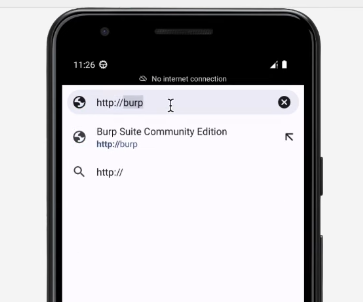 11:26
No internet connection
http://burp
Burp Suite Community Edition
http://burp
http://